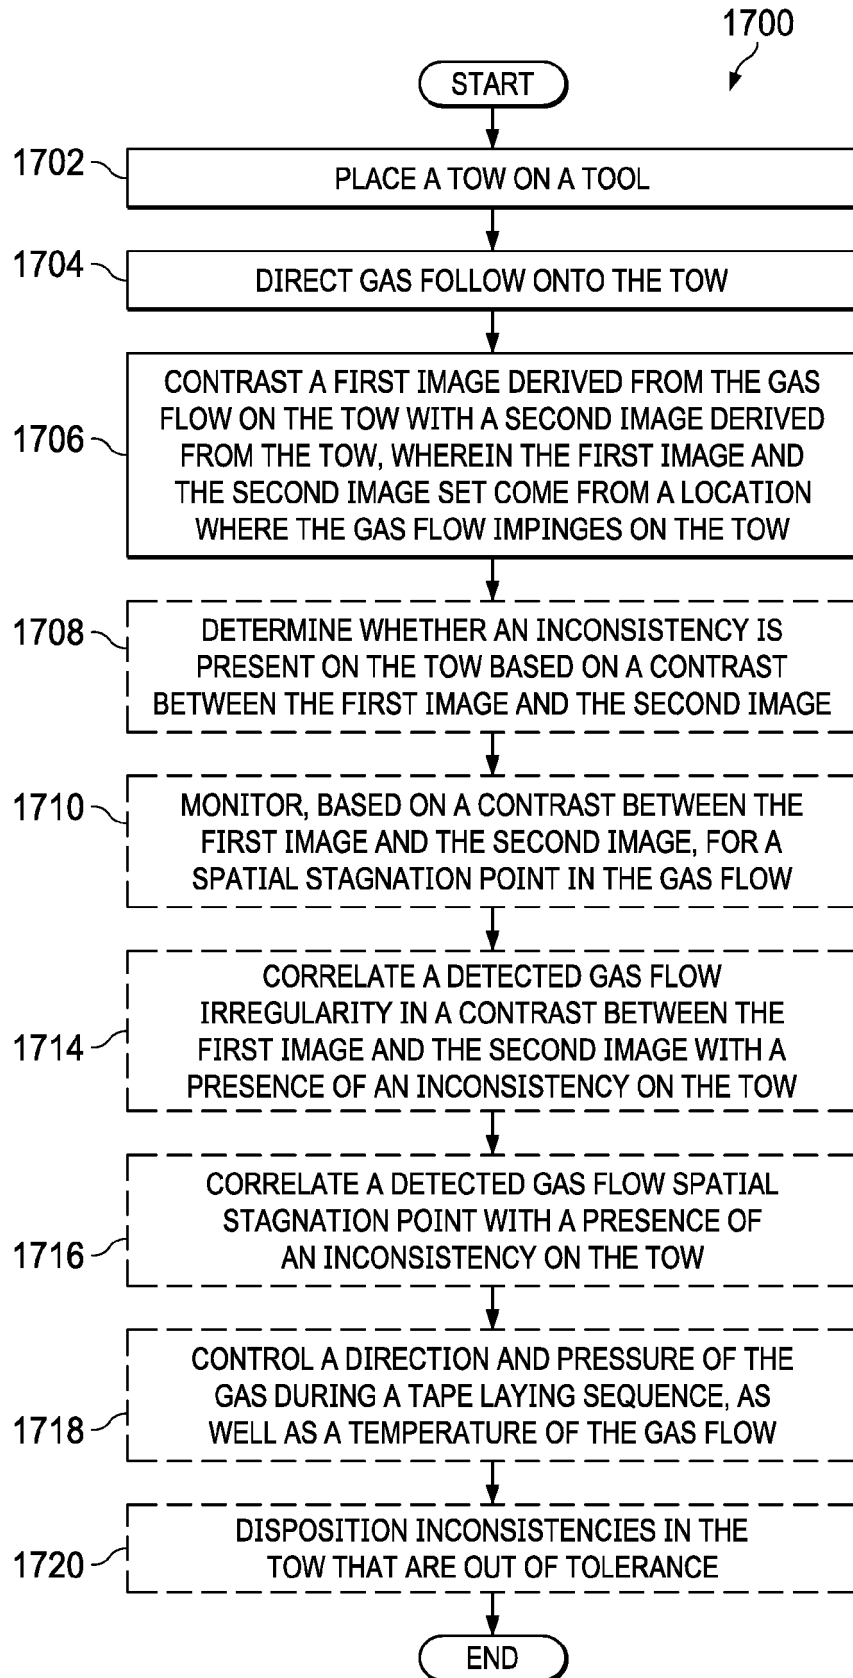 1700
START
1702
PLACE A TOW ON A TOOL
1704
DIRECT GAS FOLLOW ONTO THE TOW
1706
CONTRAST A FIRST IMAGE DERIVED FROM THE GAS
FLOW ON THE TOW WITH A SECOND IMAGE DERIVED
FROM THE TOW, WHEREIN THE FIRST IMAGE AND
THE SECOND IMAGE SET COME FROM A LOCATION
WHERE THE GAS FLOW IMPINGES ON THE TOW
1708
DETERMINE WHETHER AN INCONSISTENCY IS
PRESENT ON THE TOW BASED ON A CONTRAST
BETWEEN THE FIRST IMAGE AND THE SECOND IMAGE
1710
MONITOR, BASED ON A CONTRAST BETWEEN THE
FIRST IMAGE AND THE SECOND IMAGE, FOR A
SPATIAL STAGNATION POINT IN THE GAS FLOW
1714
CORRELATE A DETECTED GAS FLOW
IRREGULARITY IN A CONTRAST BETWEEN THE
FIRST IMAGE AND THE SECOND IMAGE WITH A
PRESENCE OF AN INCONSISTENCY ON THE TOW
1716
CORRELATE A DETECTED GAS FLOW SPATIAL
STAGNATION POINT WITH A PRESENCE OF
AN INCONSISTENCY ON THE TOW
1718
CONTROL A DIRECTION AND PRESSURE OF THE
GAS DURING A TAPE LAYING SEQUENCE, AS
WELL AS A TEMPERATURE OF THE GAS FLOW
1720
DISPOSITION INCONSISTENCIES IN THE
TOW THAT ARE OUT OF TOLERANCE
END